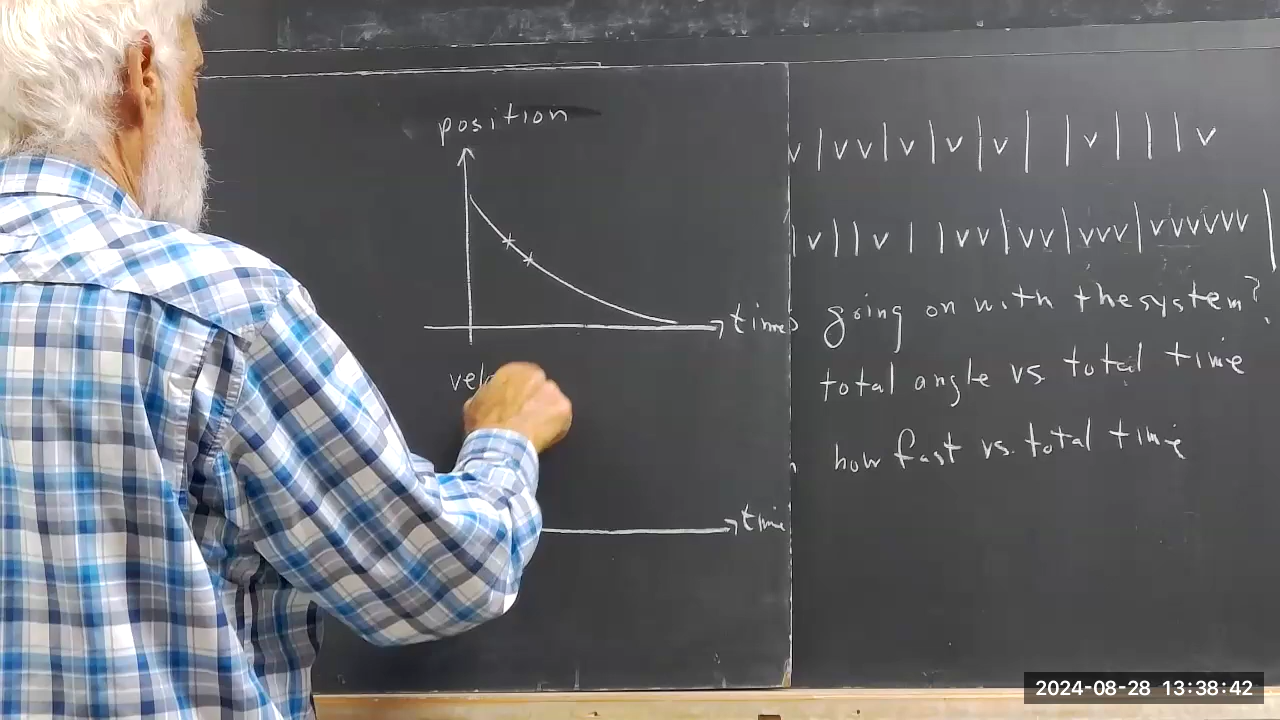 position
time
velo
time
v | v v | v | v | v | | v | | | v
| v | | v | | v v | v v | v v v | v v v v v v |
going on with the system?
total angle vs. total time
how fast vs. total time
2024-08-28 13:38:42